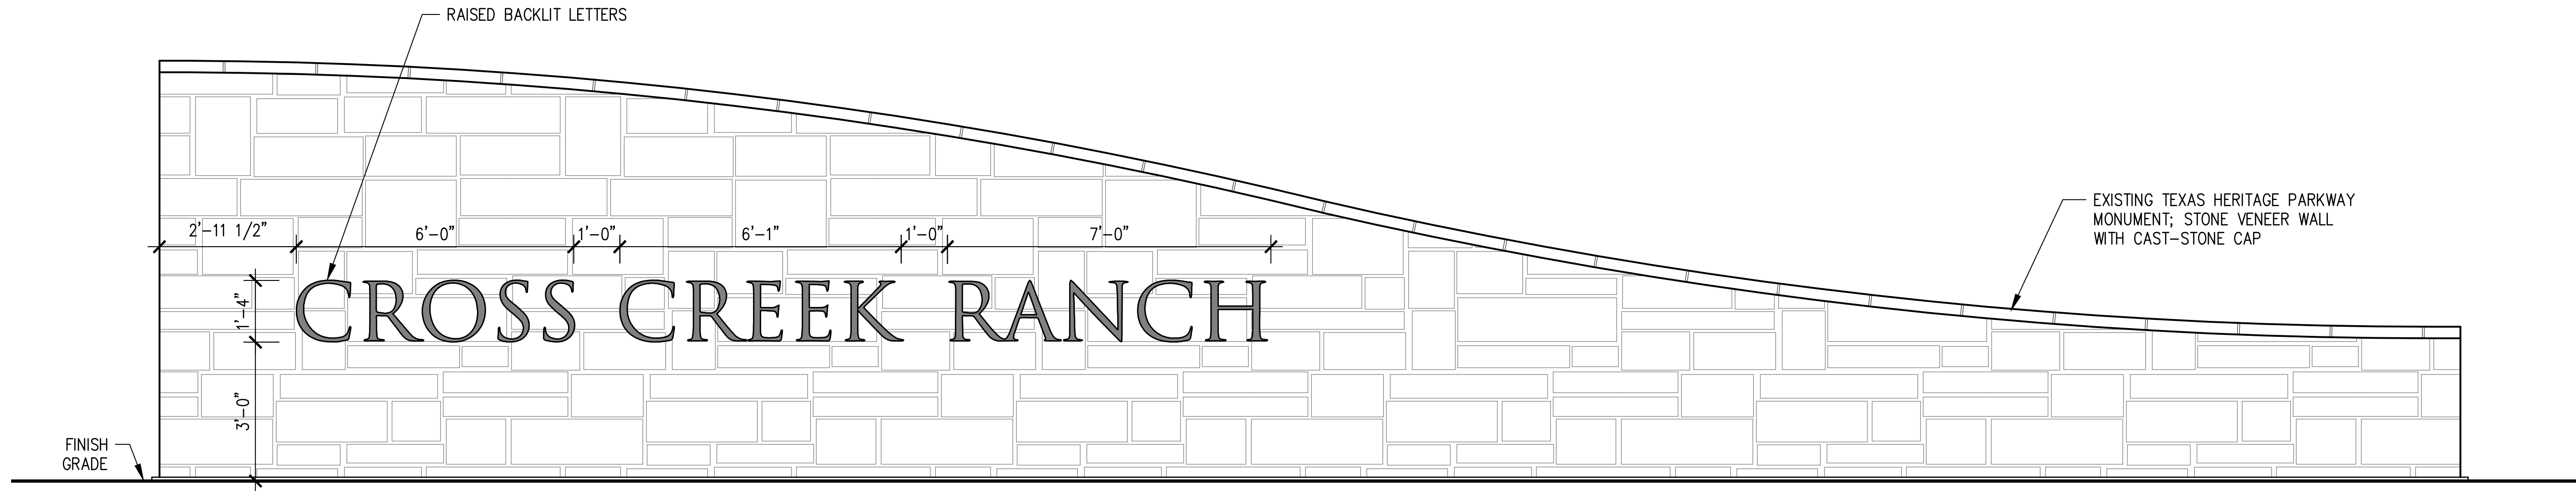 RAISED BACKLIT LETTERS
EXISTING TEXAS HERITAGE PARKWAY
MONUMENT; STONE VENEER WALL
WITH CAST-STONE CAP
2'-11 1/2" 6'-0" 1'-0" 6'-1" 1'-0" 7'-0"
CROSS CREEK RANCH
1'-4"
3'-0"
FINISH
GRADE